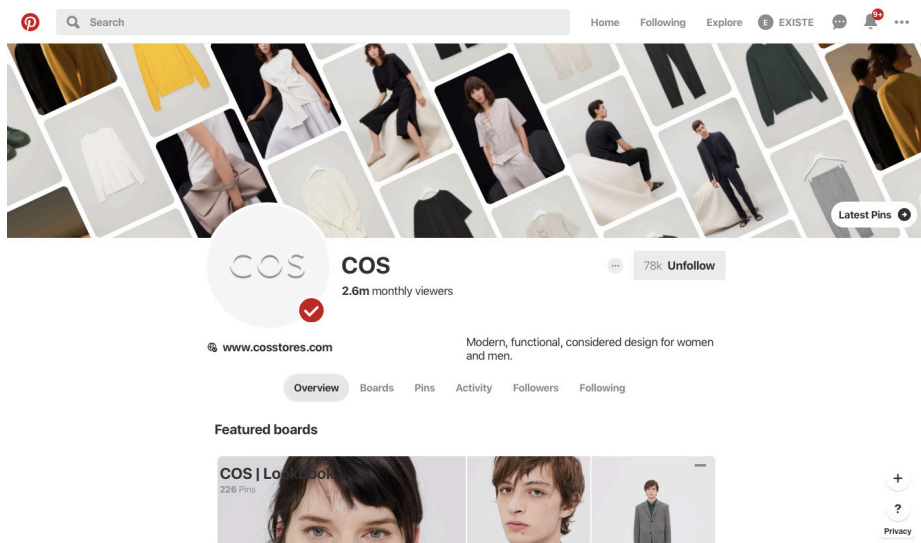 Search
Home Following Explore E EXISTE 9+
Latest Pins
COS
COS
78k Unfollow
2.6m monthly viewers
www.cosstores.com
Modern, functional, considered design for women
and men.
Overview Boards Pins Activity Followers Following
Featured boards
COS | Lookbook
226 Pins
+
?
Privacy